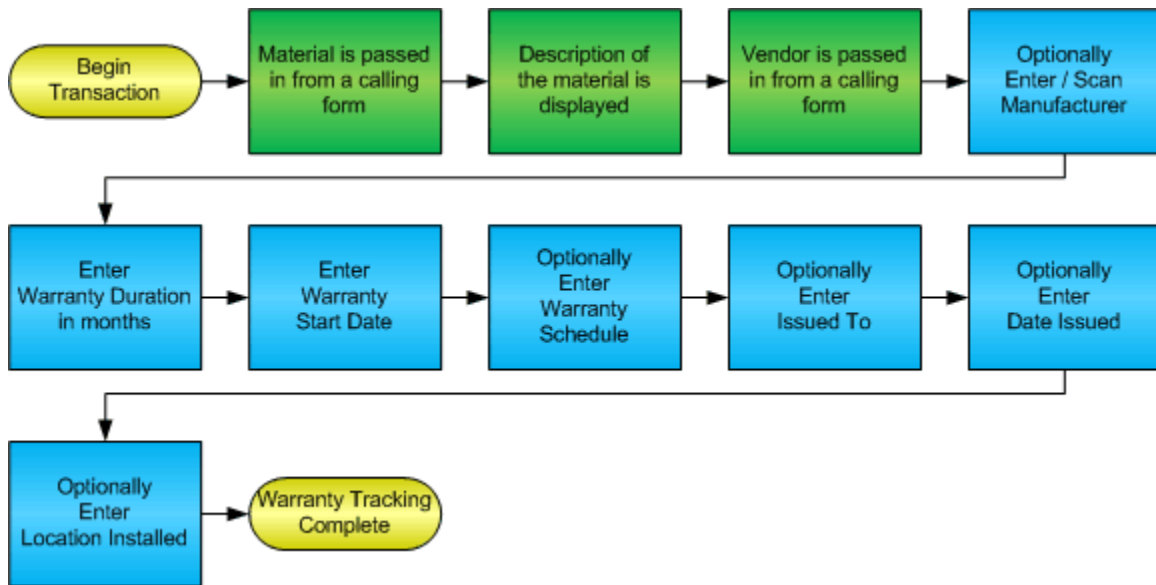 Begin
Transaction
Material is passed
in from a calling
form
Description of
the material is
displayed
Vendor is passed
in from a calling
form
Optionally
Enter / Scan
Manufacturer
Enter
Warranty Duration
in months
Enter
Warranty
Start Date
Optionally
Enter
Warranty
Schedule
Optionally
Enter
Issued To
Optionally
Enter
Date Issued
Optionally
Enter
Location Installed
Warranty Tracking
Complete